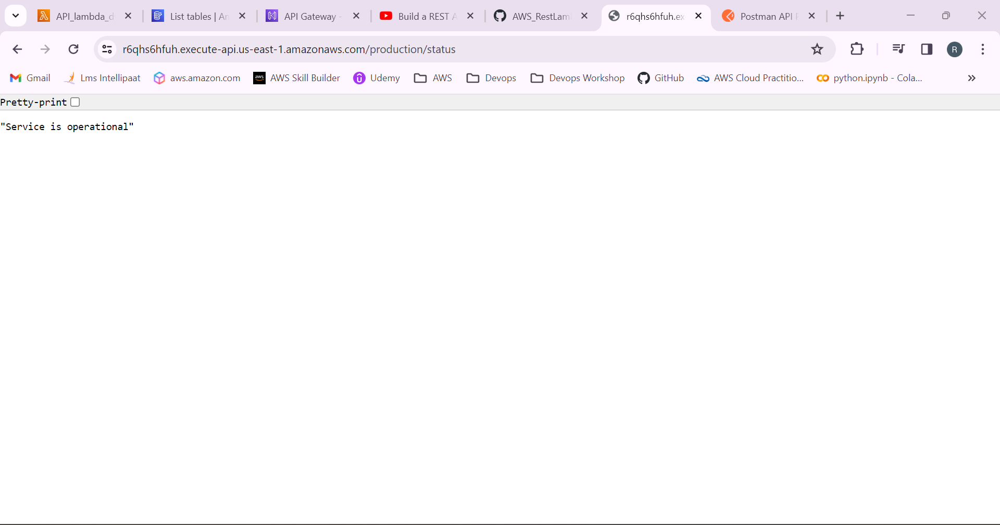 API_lambda_d
List tables | Am
API Gateway -
Build a REST A
AWS_RestLam
r6qhs6hfuh.ex
Postman API P
r6qhs6hfuh.execute-api.us-east-1.amazonaws.com/production/status
R
Gmail
Lms Intellipaat
aws.amazon.com
aws
AWS Skill Builder
Udemy
AWS
Devops
Devops Workshop
GitHub
AWS Cloud Practitio...
python.ipynb - Cola...
Pretty-print
"Service is operational"